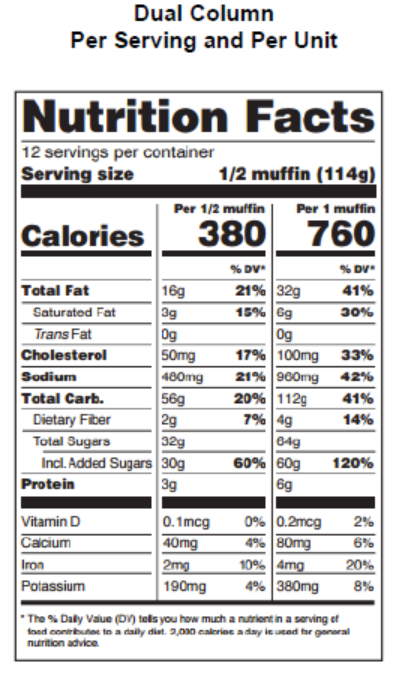 Dual Column
Per Serving and Per Unit
Nutrition Facts
12 servings per container
Serving size 1/2 muffin (114g)
Per 1/2 muffin Per 1 muffin
Calories 380 760
% DV* % DV*
Total Fat 16g 21% 32g 41%
Saturated Fat 3g 15% 6g 30%
Trans Fat 0g 0g
Cholesterol 50mg 17% 100mg 33%
Sodium 480mg 21% 960mg 42%
Total Carb. 56g 20% 112g 41%
Dietary Fiber 2g 7% 4g 14%
Total Sugars 32g 64g
Incl. Added Sugars 30g 60% 60g 120%
Protein 3g 6g
Vitamin D 0.1mcg 0% 0.2mcg 2%
Calcium 40mg 4% 80mg 6%
Iron 2mg 10% 4mg 20%
Potassium 190mg 4% 380mg 8%
* The % Daily Value (DV) tells you how much a nutrient in a serving of
food contributes to a daily diet. 2,000 calories a day is used for general
nutrition advice.